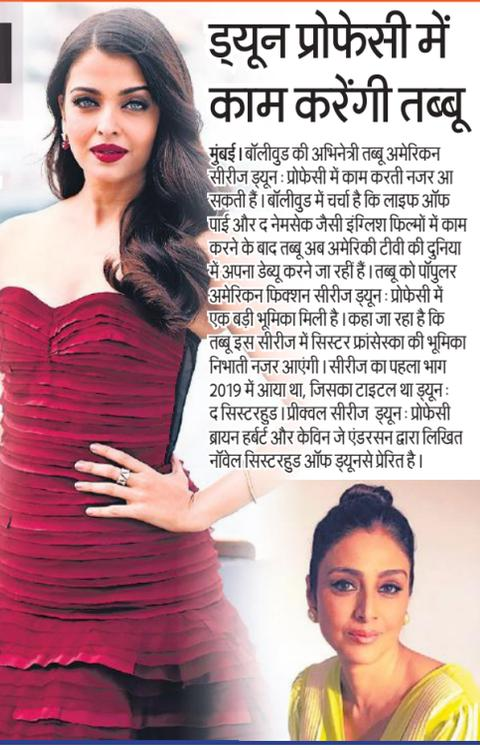 ड्यून प्रोफेसी में
काम करेंगी तब्बू
मुंबई। बॉलीवुड की अभिनेत्री तब्बू अमेरिकन
सीरीज ड्यून : प्रोफेसी में काम करती नजर आ
सकती हैं । बॉलीवुड में चर्चा है कि लाइफ ऑफ
पाई और द नेमसेक जैसी इंग्लिश फिल्मों में काम
करने के बाद तब्बू अब अमेरिकी टीवी की दुनिया
में अपना डेब्यू करने जा रहीं हैं । तब्बू को पॉपुलर
अमेरिकन फिक्शन सीरीज ड्यून : प्रोफेसी में
एक बड़ी भूमिका मिली है । कहा जा रहा है कि
तब्बू इस सीरीज में सिस्टर फ्रांसेस्का की भूमिका
निभाती नजर आएंगी । सीरीज का पहला भाग
2019 में आया था, जिसका टाइटल था ड्यून :
द सिस्टरहुड । प्रीक्वल सीरीज ड्यून : प्रोफेसी
ब्रायन हर्बर्ट और केविन जे एंडरसन द्वारा लिखित
नॉवेल सिस्टरहुड ऑफ ड्यूनसे प्रेरित है ।